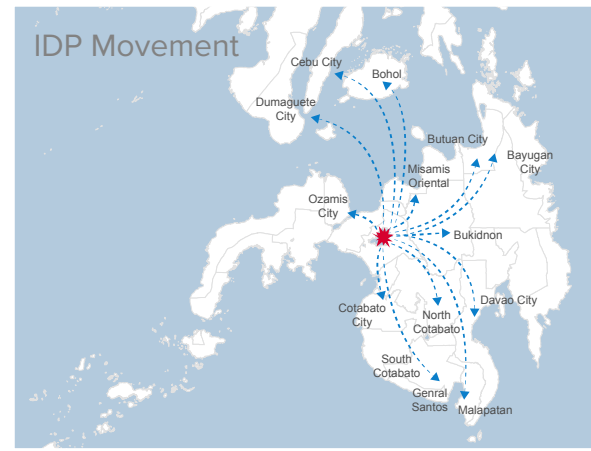 IDP Movement
Cebu City
Bohol
Dumaguete
City
Butuan City
Bayugan
City
Misamis
Oriental
Ozamis
City
Bukidnon
Cotabato
City
North
Cotabato
Davao City
South
Cotabato
Genral
Santos
Malapatan